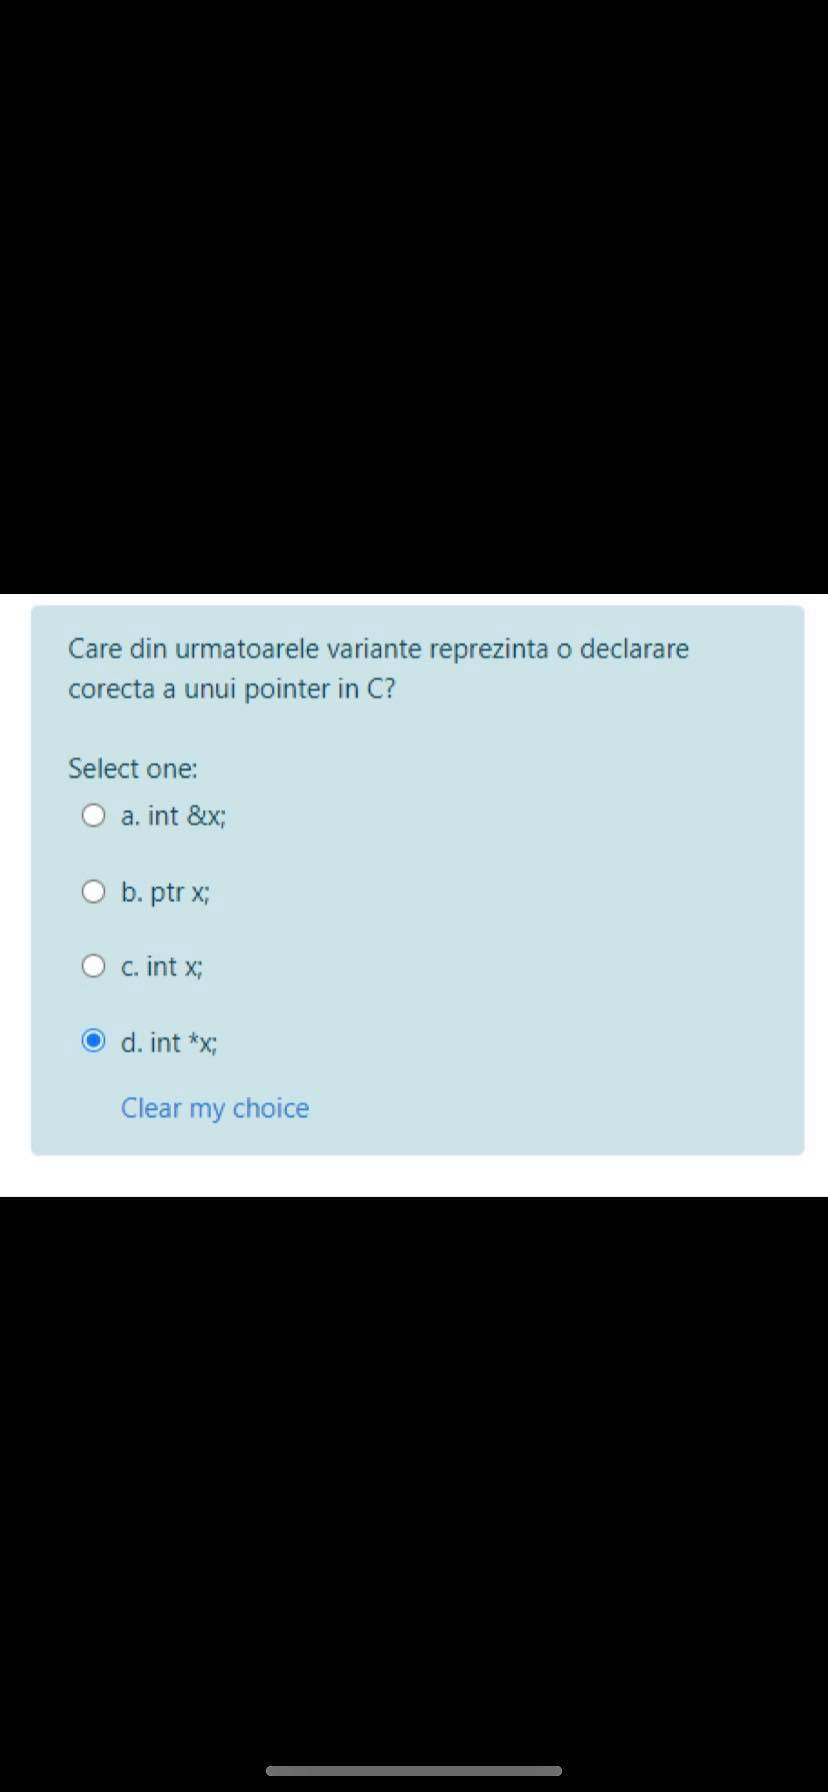 Care din urmatoarele variante reprezinta o declarare
corecta a unui pointer in C?
Select one:
a. int &x;
b. ptr x;
c. int x;
d. int *x;
Clear my choice